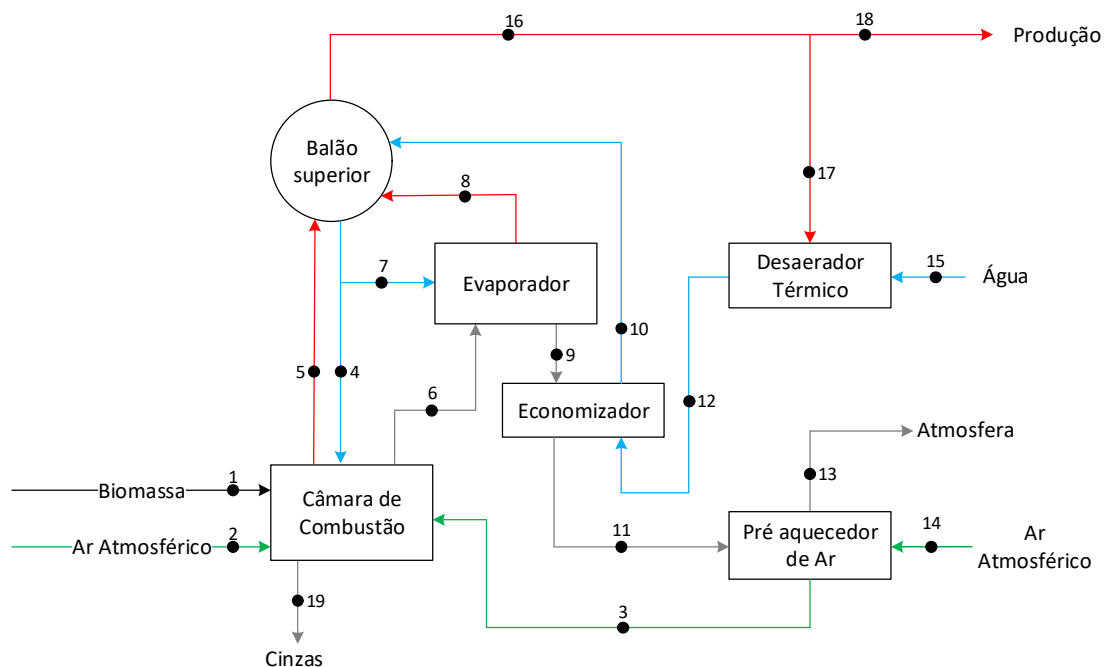 16
18
Produção
Balão
superior
8
17
7
Evaporador
Desaerador
Térmico
15
Água
10
9
5
4
6
Economizador
12
Atmosfera
13
1
Biomassa
Câmara de
Combustão
2
Ar Atmosférico
11
Pré aquecedor
de Ar
14
Ar
Atmosférico
19
3
Cinzas